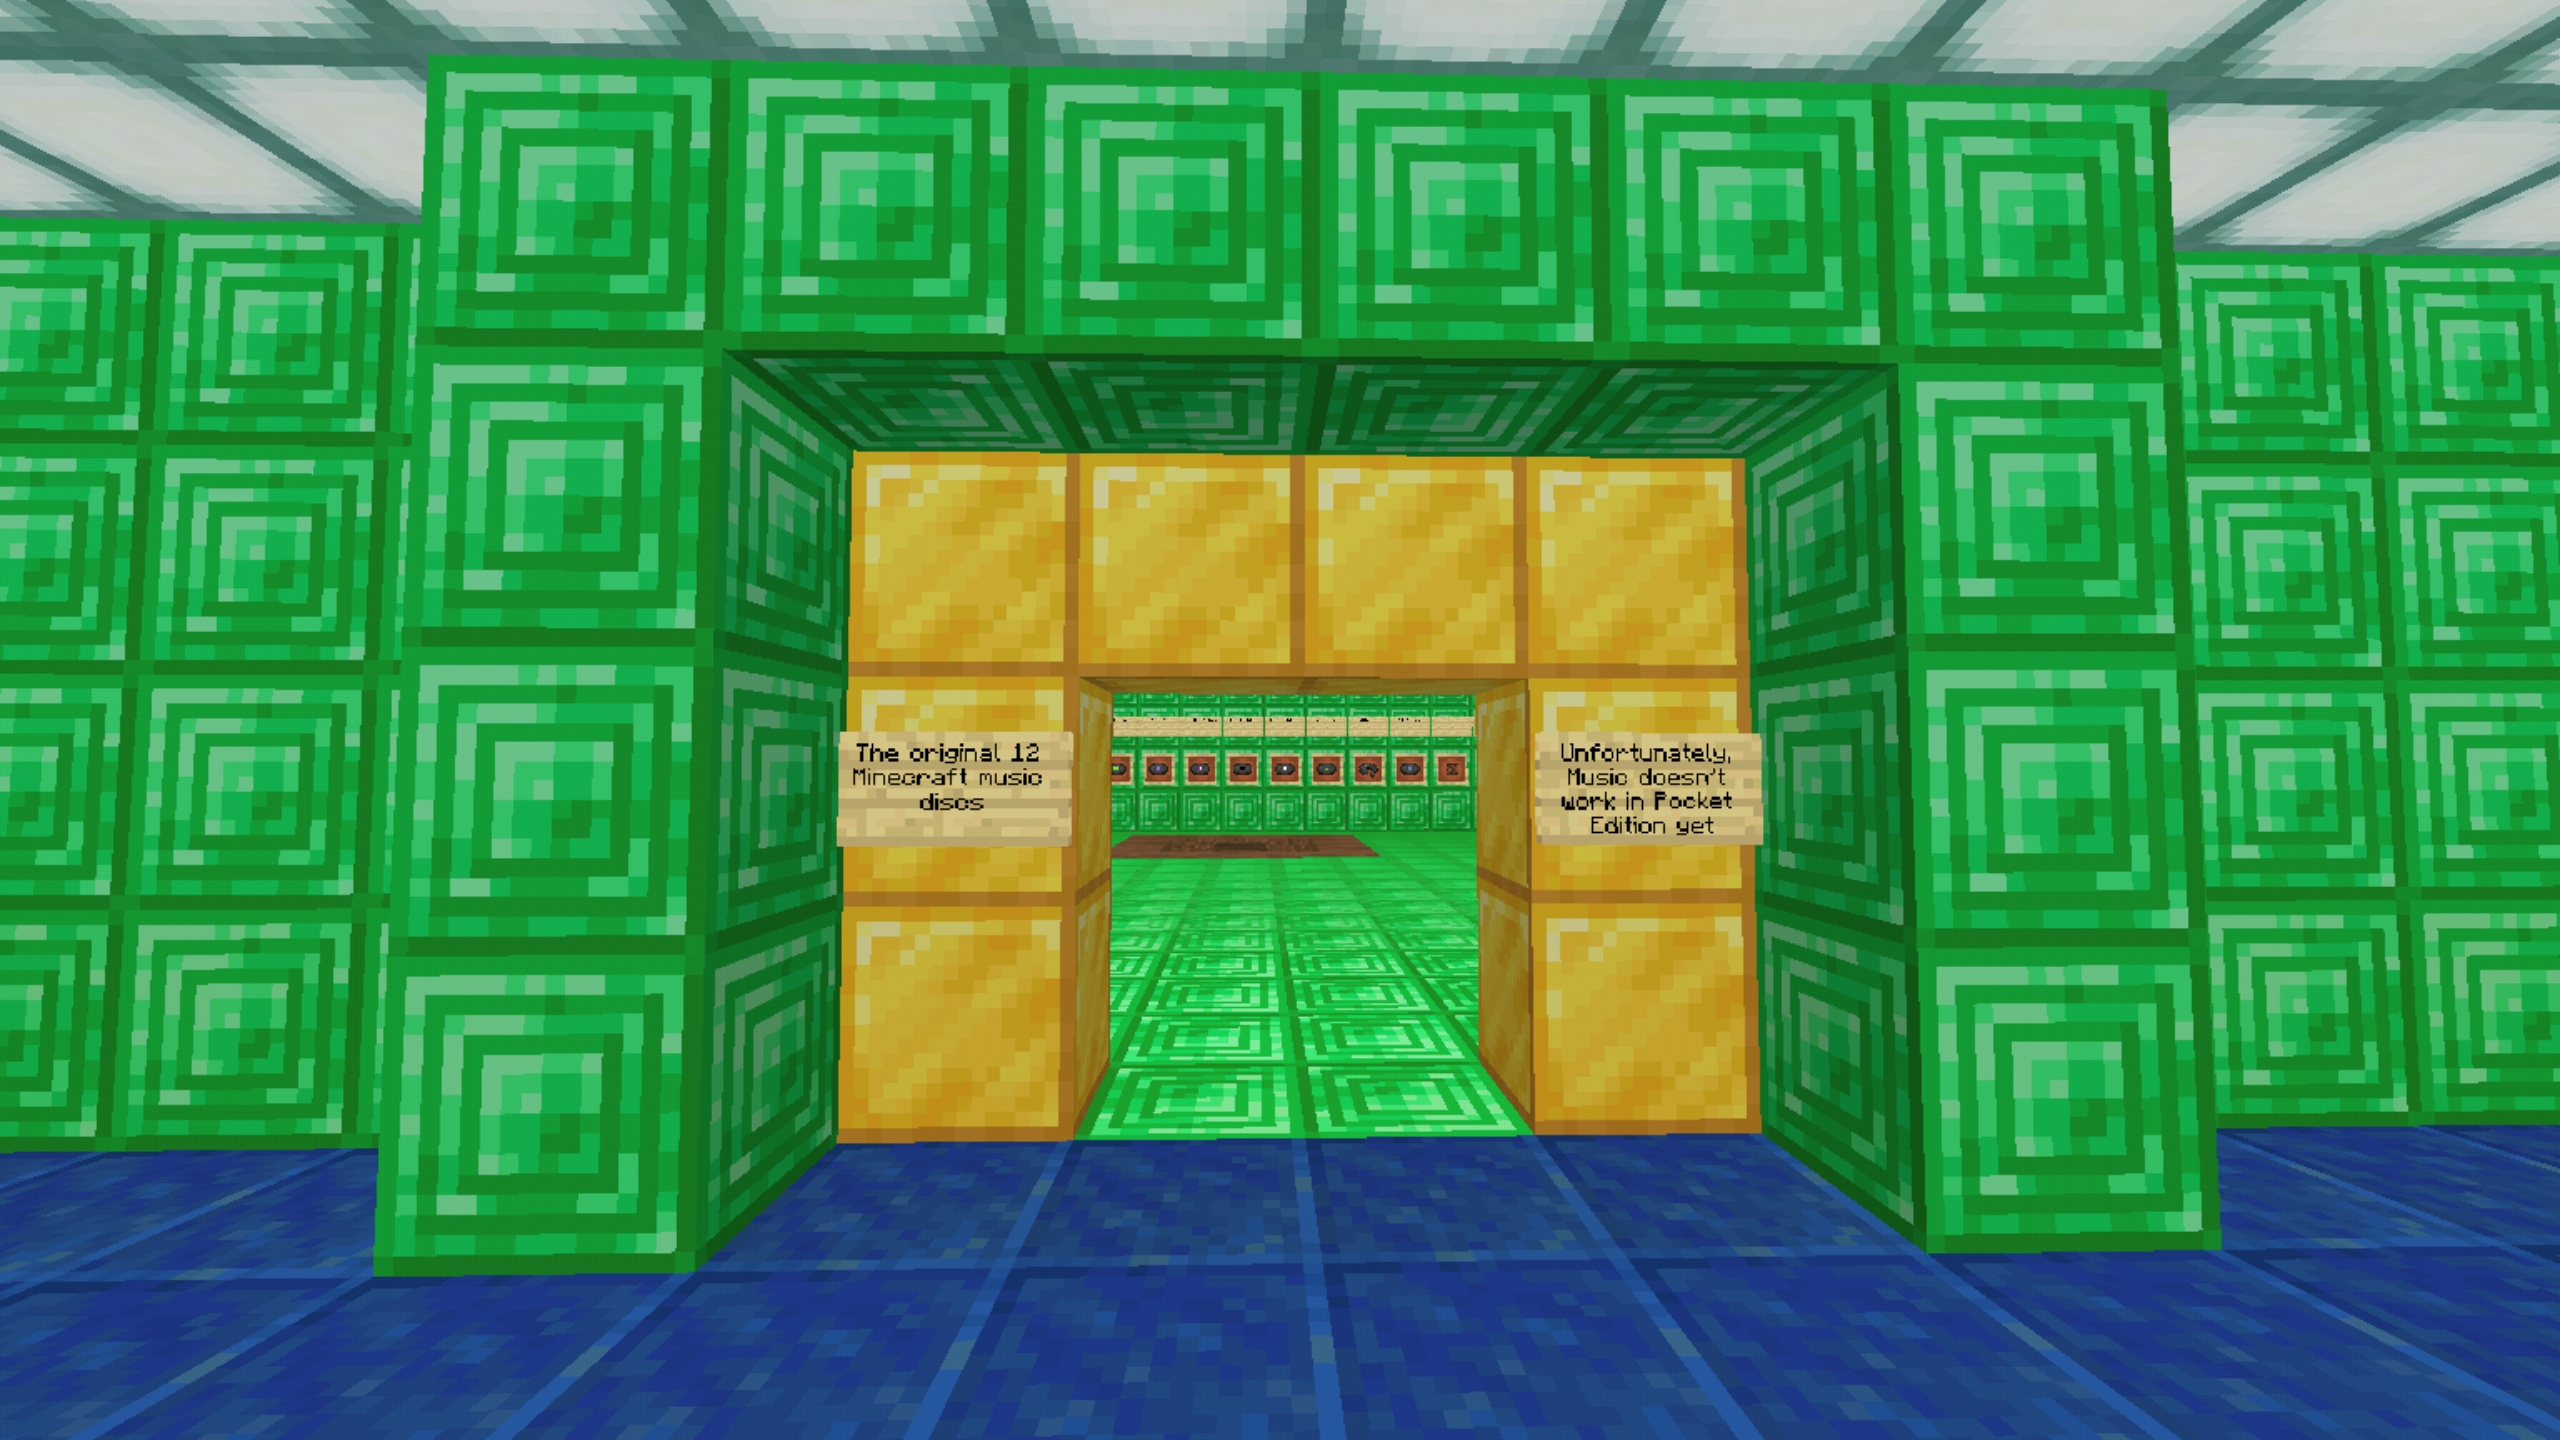 The original 12
Minecraft music
discs
Unfortunately,
Music doesn't
work in Pocket
Edition yet